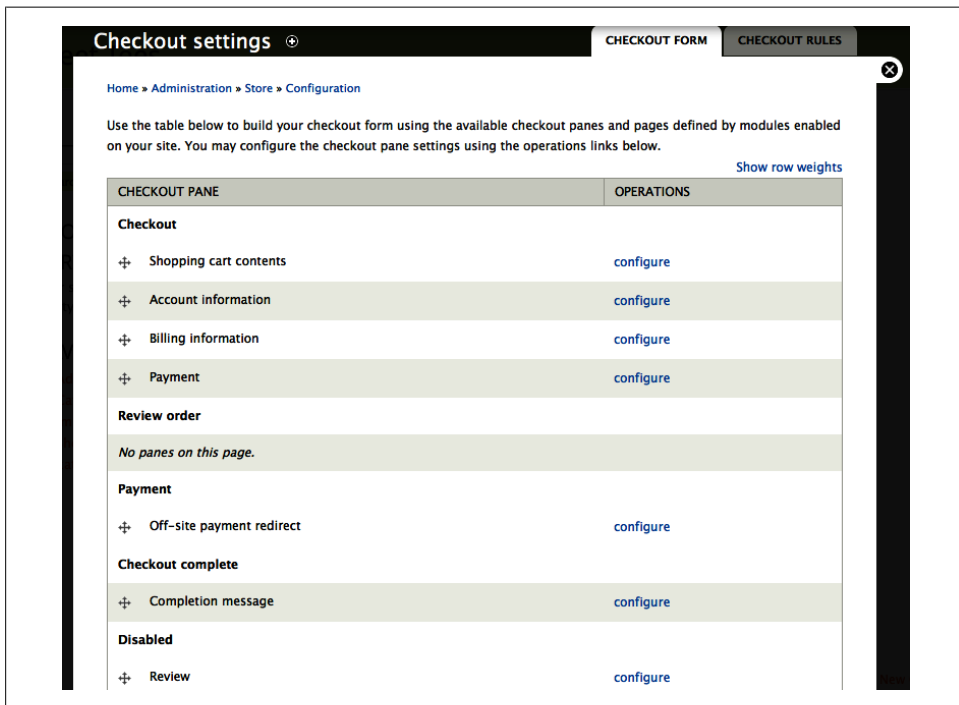 Checkout settings
CHECKOUT FORM
CHECKOUT RULES
Home » Administration » Store » Configuration
Use the table below to build your checkout form using the available checkout panes and pages defined by modules enabled
on your site. You may configure the checkout pane settings using the operations links below.
Show row weights
CHECKOUT PANE OPERATIONS
Checkout
Shopping cart contents configure
Account information configure
Billing information configure
Payment configure
Review order
No panes on this page.
Payment
Off-site payment redirect configure
Checkout complete
Completion message configure
Disabled
Review configure
New